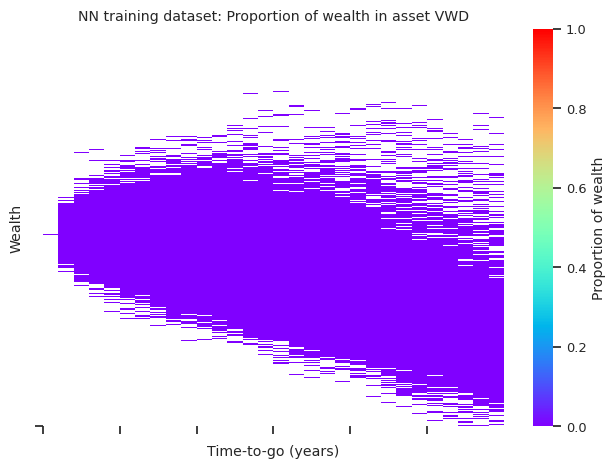 NN training dataset: Proportion of wealth in asset VWD
Wealth
Time-to-go (years)
1.0
0.8
0.6
0.4
0.2
0.0
Proportion of wealth